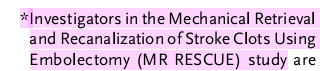 *Investigators in the Mechanical Retrieval
and Recanalization of Stroke Clots Using
Embolectomy (MR RESCUE) study are